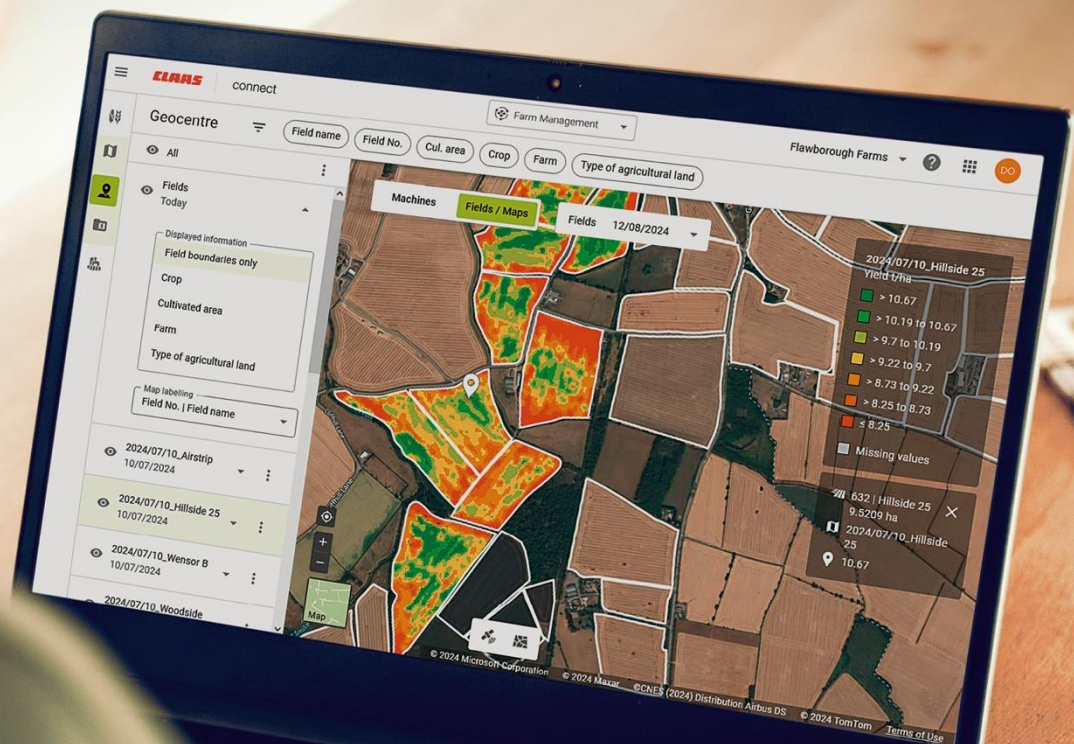 CLAAS connect
Farm Management
Flawborough Farms
DO
Geocentre
Field name
Field No.
Cul. area
Crop
Farm
Type of agricultural land
All
Fields
Today
Displayed information
Field boundaries only
Crop
Cultivated area
Farm
Type of agricultural land
Map labelling
Field No. | Field name
2024/07/10_Airstrip
10/07/2024
2024/07/10_Hillside 25
10/07/2024
2024/07/10_Wensor B
10/07/2024
2024/07/10_Woodside
Machines
Fields / Maps
Fields 12/08/2024
2024/07/10_Hillside 25
Yield t/ha
> 10.67
> 10.19 to 10.67
> 9.7 to 10.19
> 9.22 to 9.7
> 8.73 to 9.22
> 8.25 to 8.73
≤ 8.25
Missing values
632 | Hillside 25
9.5209 ha
2024/07/10_Hillside
25
10.67
Map
© 2024 Microsoft Corporation © 2024 Maxar ©CNES (2024) Distribution Airbus DS © 2024 TomTom Terms of Use